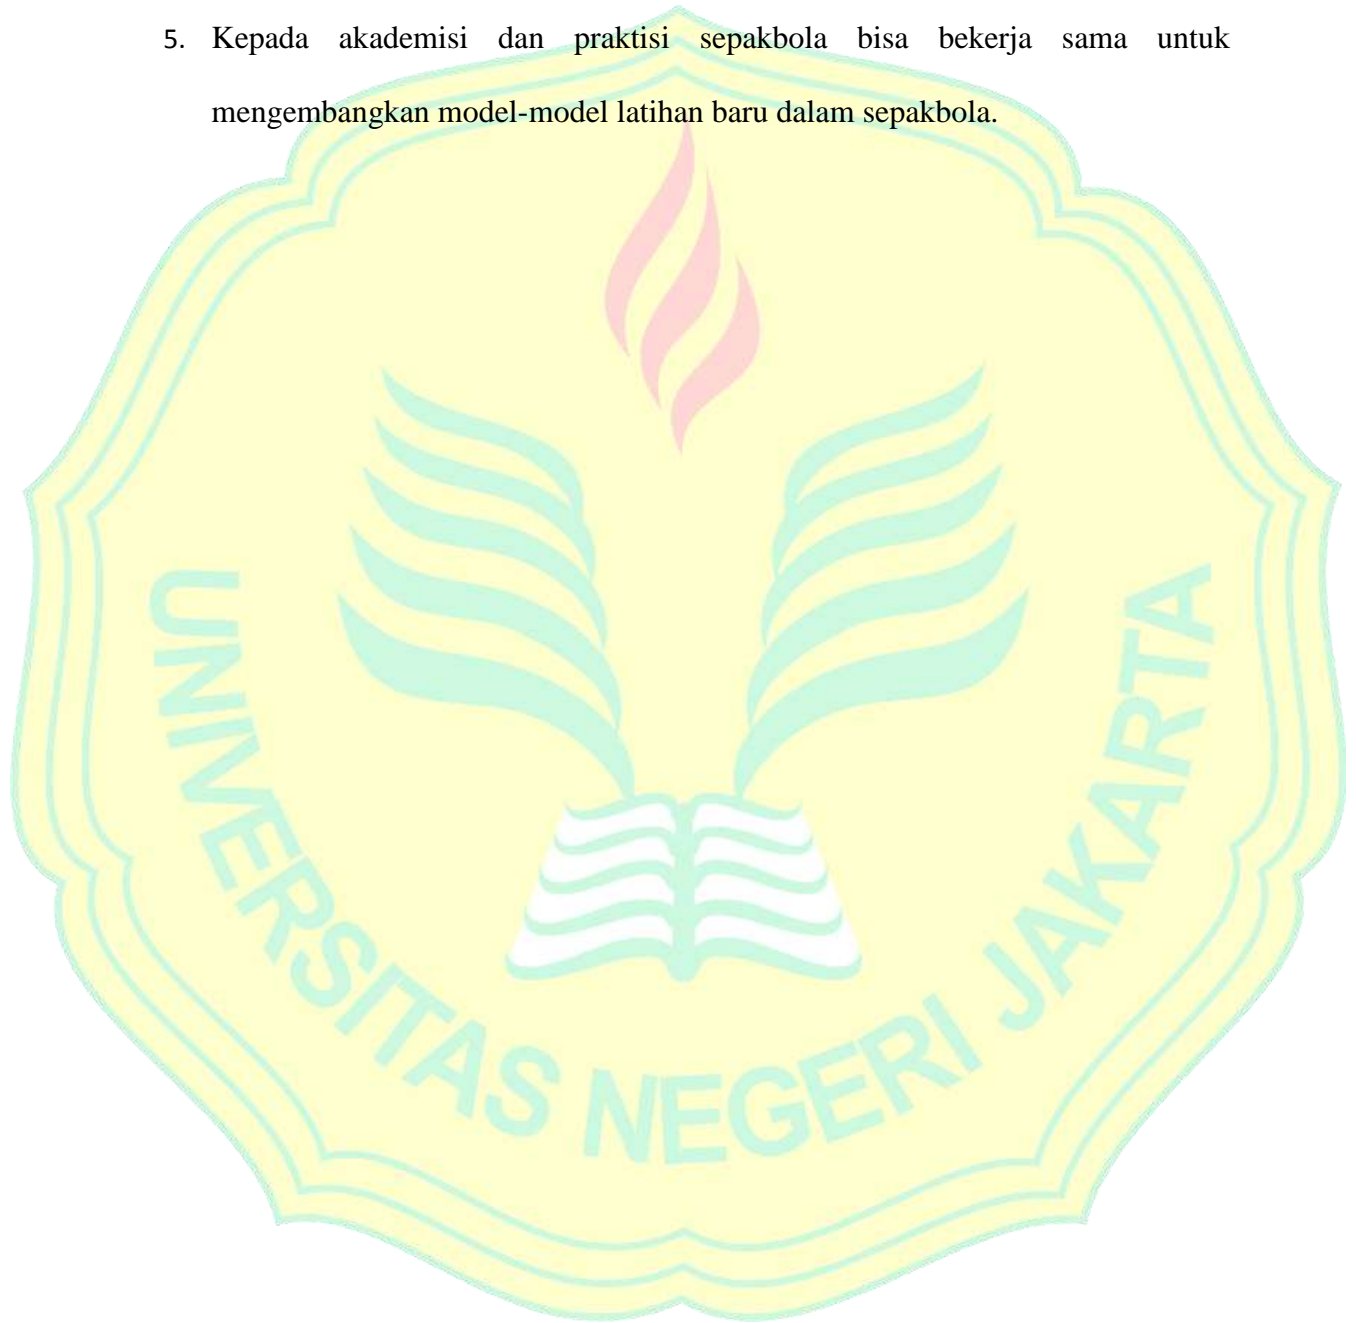 5. Kepada akademisi dan praktisi sepakbola bisa bekerja sama untuk
mengembangkan model-model latihan baru dalam sepakbola.
UNIVERSITAS NEGERI JAKARTA